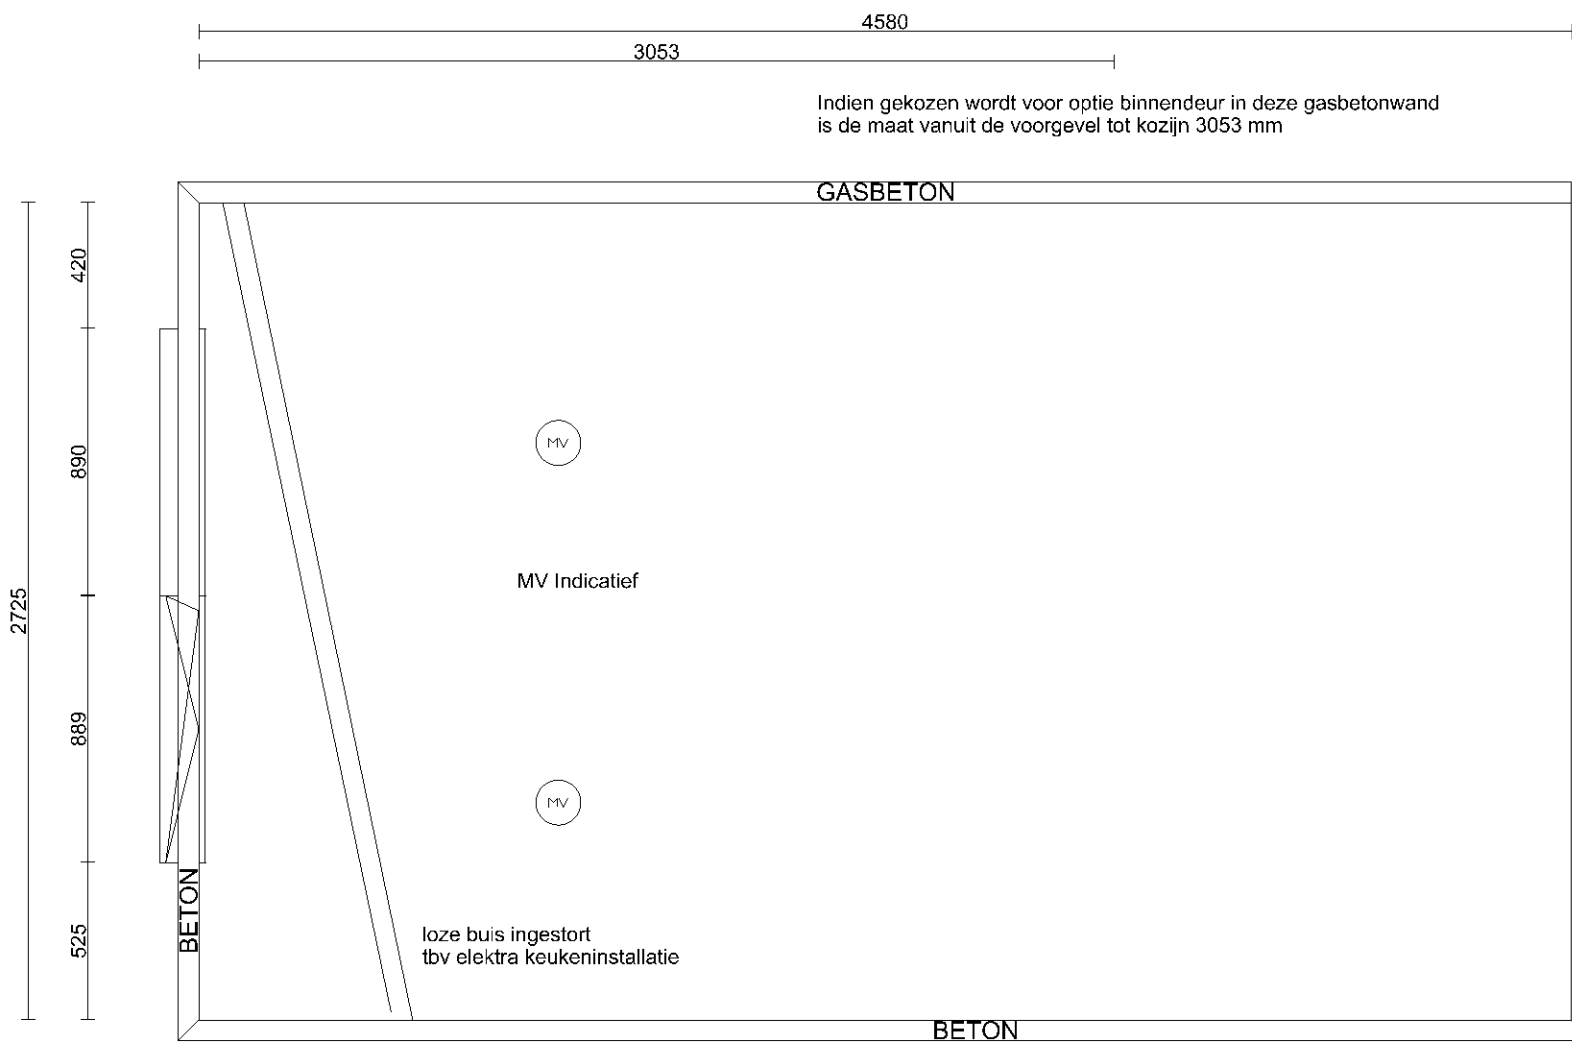 4580
3053
Indien gekozen wordt voor optie binnendeur in deze gasbetonwand
is de maat vanuit de voorgevel tot kozijn 3053 mm
GASBETON
420
890
MV
MV Indicatief
2725
889
MV
BETON
525
loze buis ingestort
tbv elektra keukeninstallatie
BETON